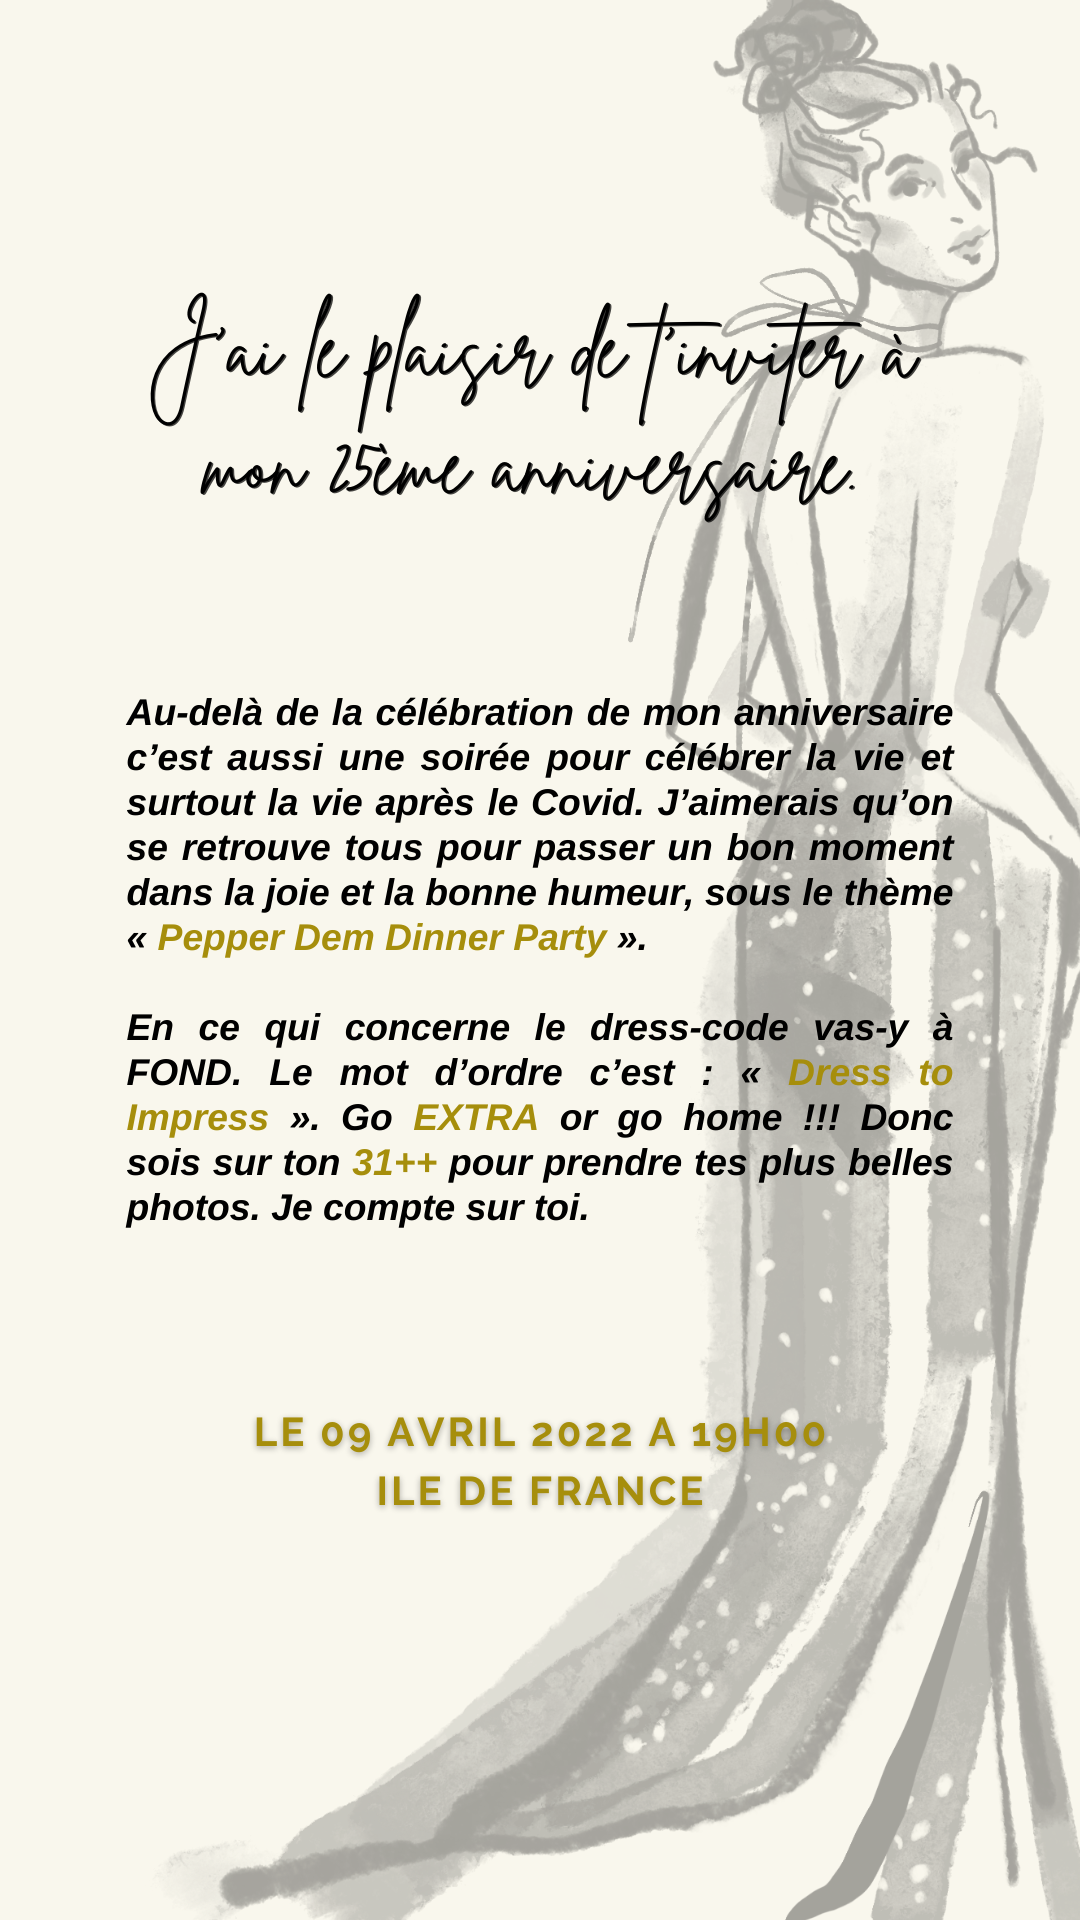 J'ai le plaisir de t'inviter à
mon 25ème anniversaire.
Au-delà de la célébration de mon anniversaire
c’est aussi une soirée pour célébrer la vie et
surtout la vie après le Covid. J’aimerais qu’on
se retrouve tous pour passer un bon moment
dans la joie et la bonne humeur, sous le thème
« Pepper Dem Dinner Party ».
En ce qui concerne le dress-code vas-y à
FOND. Le mot d’ordre c’est : « Dress to
Impress ». Go EXTRA or go home !!! Donc
sois sur ton 31++ pour prendre tes plus belles
photos. Je compte sur toi.
LE 09 AVRIL 2022 A 19H00
ILE DE FRANCE